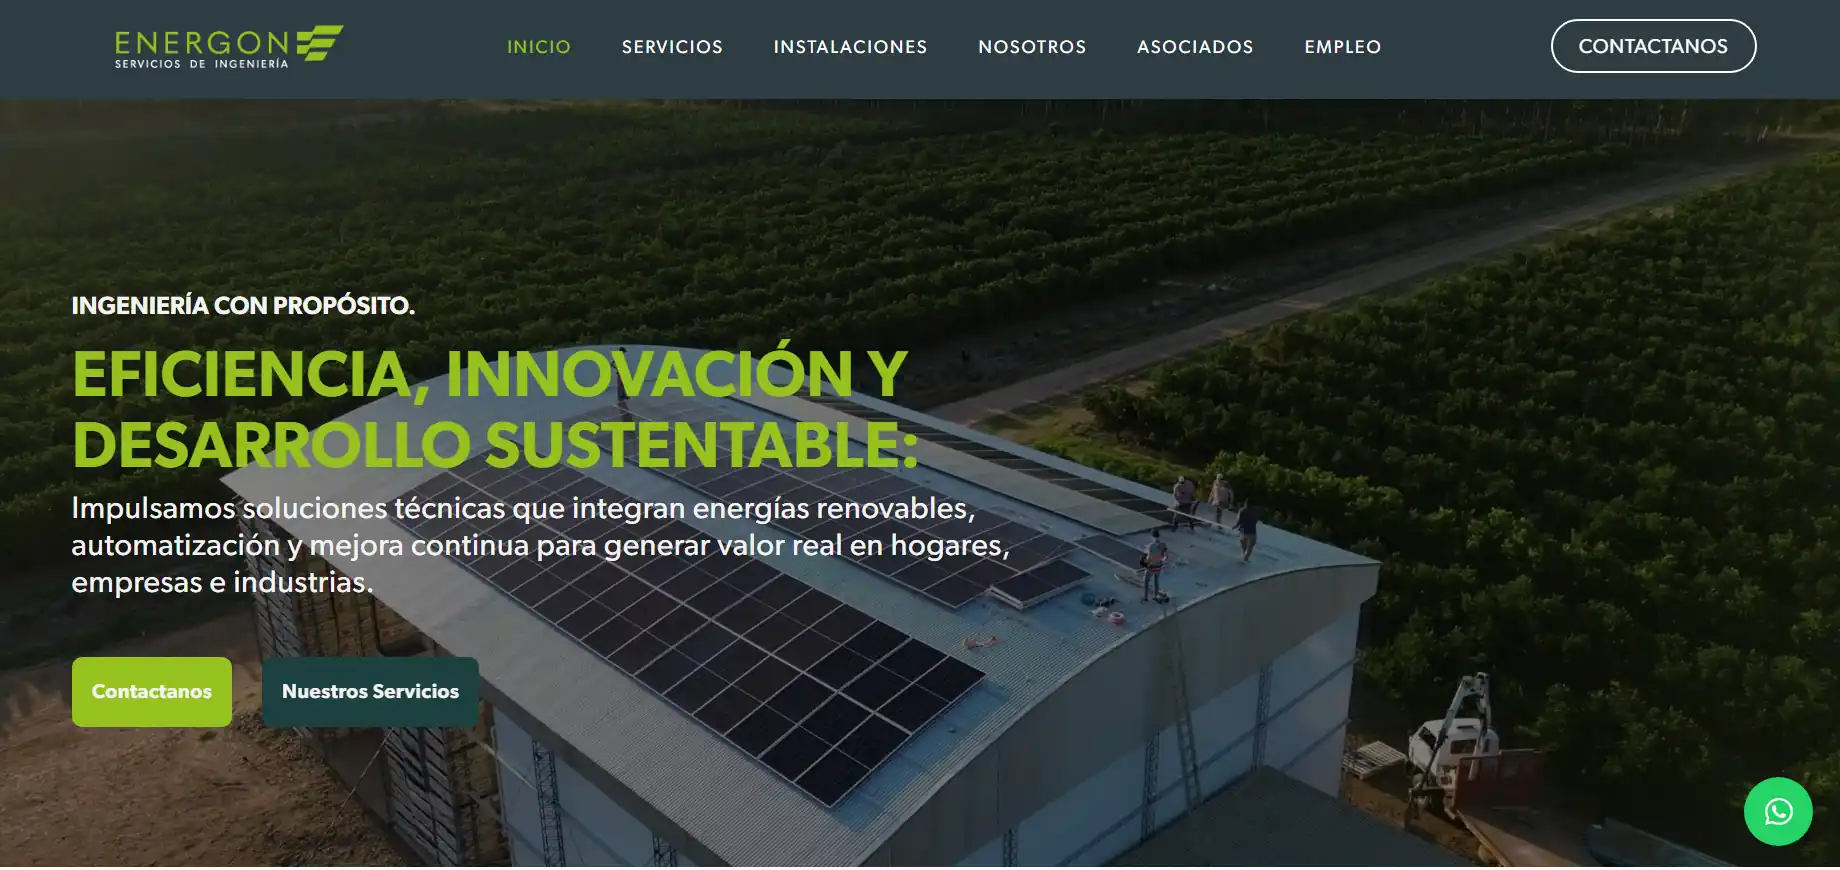 ENERGON
SERVICIOS DE INGENIERÍA
INICIO
SERVICIOS
INSTALACIONES
NOSOTROS
ASOCIADOS
EMPLEO
CONTACTANOS
INGENIERÍA CON PROPÓSITO.
EFICIENCIA, INNOVACIÓN Y
DESARROLLO SUSTENTABLE:
Impulsamos soluciones técnicas que integran energías renovables,
automatización y mejora continua para generar valor real en hogares,
empresas e industrias.
Contactanos
Nuestros Servicios